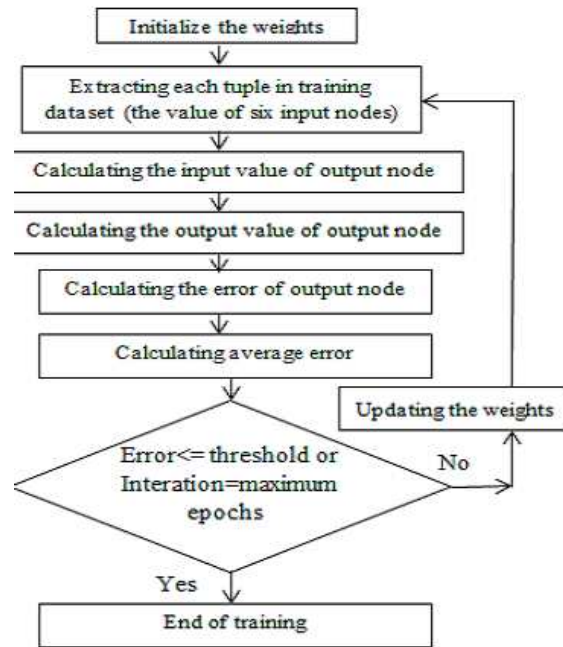 Initialize the weights
Extracting each tuple in training
dataset (the value of six input nodes)
Calculating the input value of output node
Calculating the output value of output node
Calculating the error of output node
Calculating average error
Updating the weights
Error<= threshold or
Interation=maximum
epochs
No
Yes
End of training